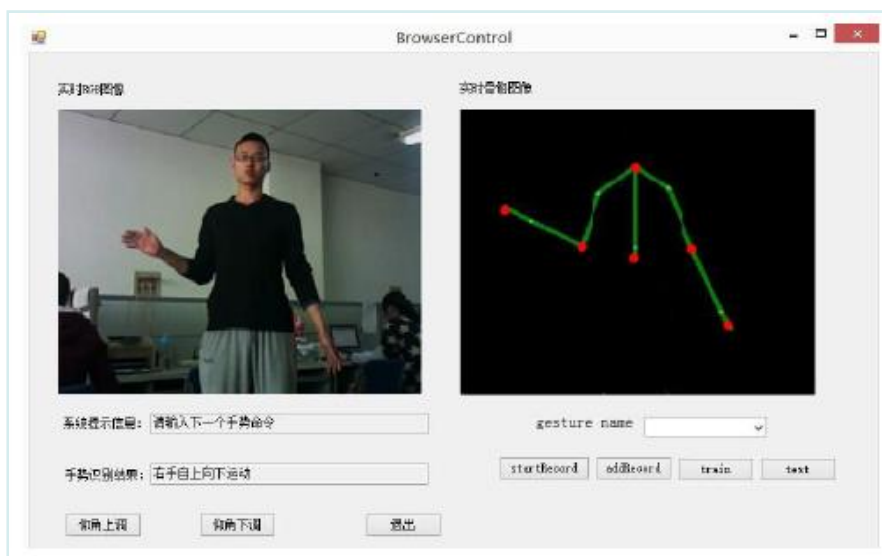 BrowserControl
实时RGB图像
实时骨骼图像
系统提示信息： 请输入下一个手势命令
gesture name
手势识别结果： 右手自上向下运动
startRecord addRecord train test
仰角上调 仰角下调 退出